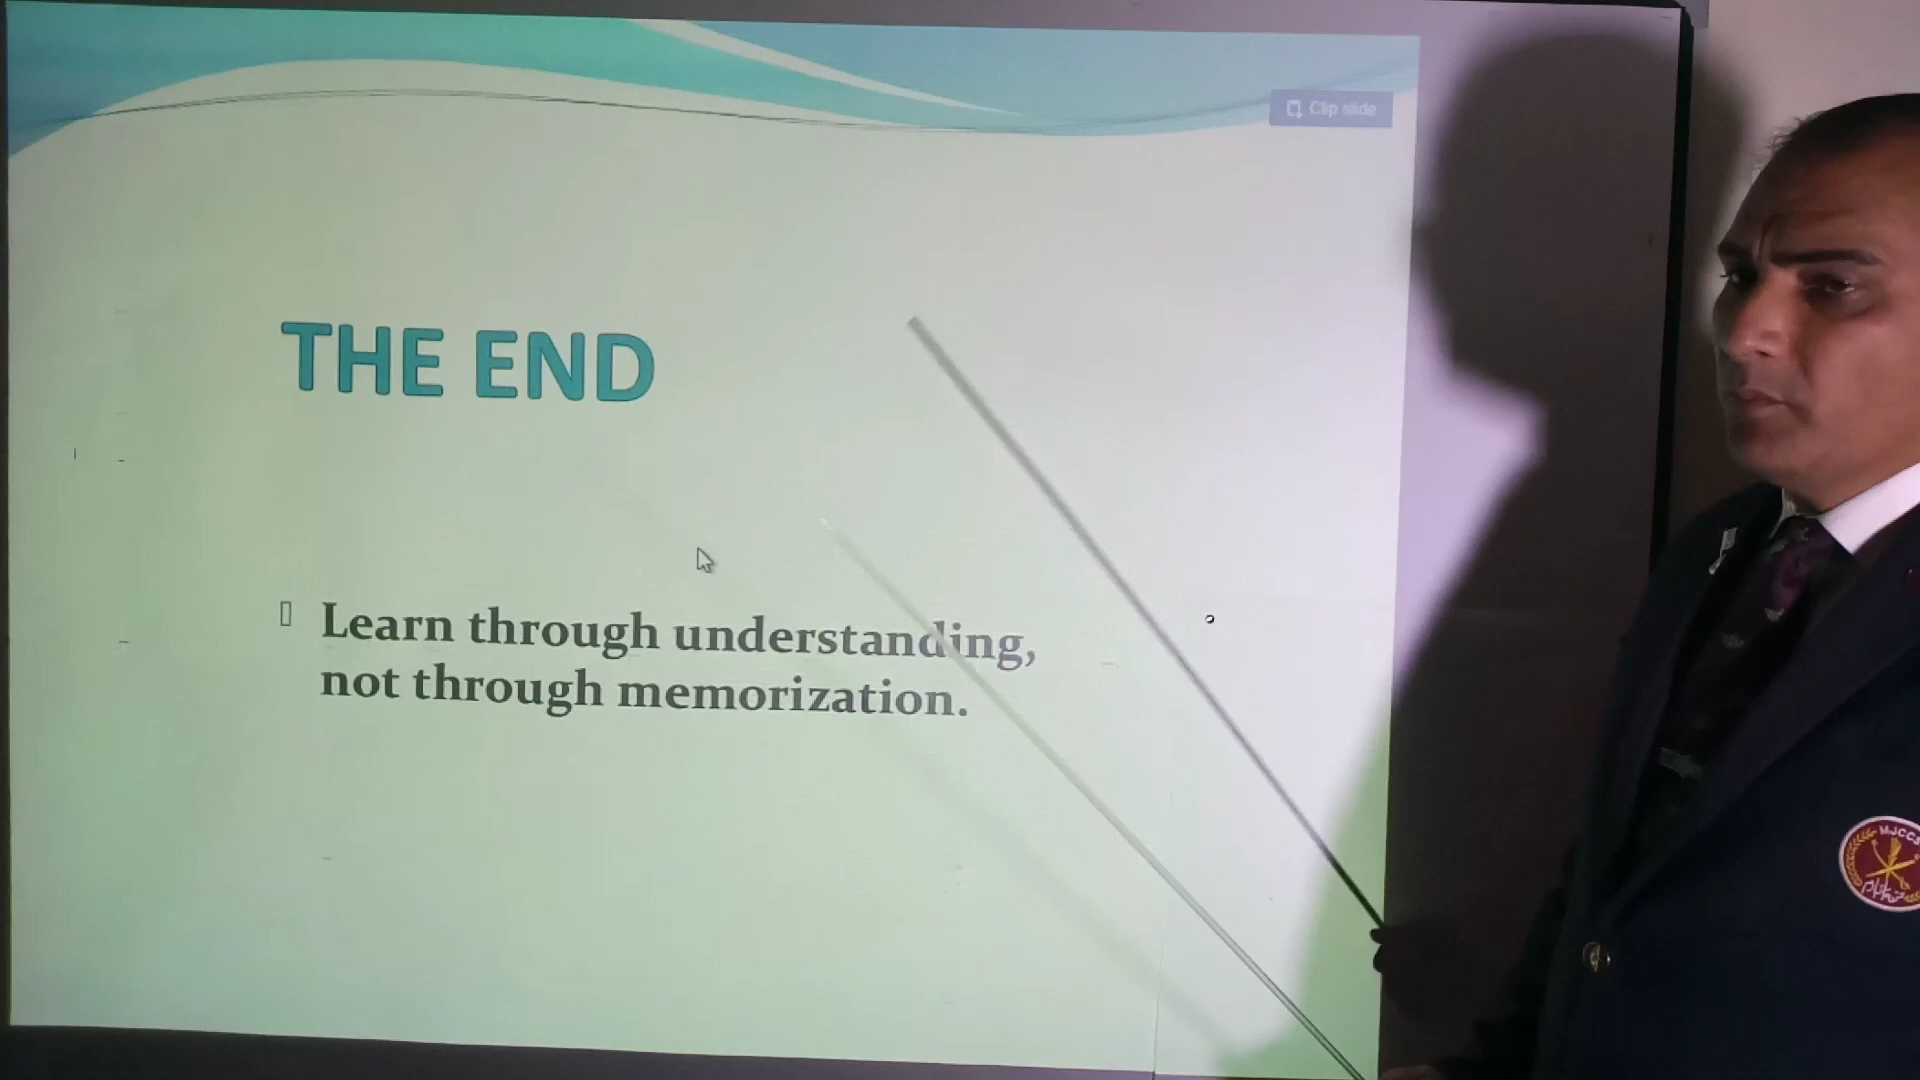 Clip slide
THE END
Learn through understanding,
not through memorization.
MJCCS